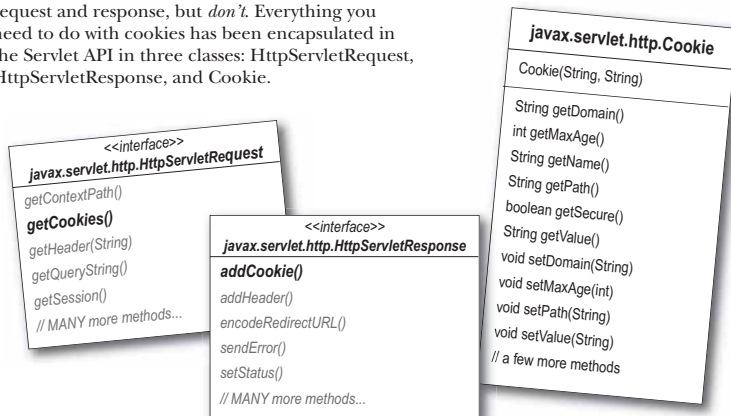 equest and response, but don't. Everything you
need to do with cookies has been encapsulated in
he Servlet API in three classes: HttpServletRequest,
HttpServletResponse, and Cookie.
<<interface>>
javax.servlet.http.HttpServletRequest
getContextPath()
getCookies()
getHeader(String)
getQueryString()
getSession()
// MANY more methods...
<<interface>>
javax.servlet.http.HttpServletResponse
addCookie()
addHeader()
encodeRedirectURL()
sendError()
setStatus()
// MANY more methods...
javax.servlet.http.Cookie
Cookie(String, String)
String getDomain()
int getMaxAge()
String getName()
String getPath()
boolean getSecure()
String getValue()
void setDomain(String)
void setMaxAge(int)
void setPath(String)
void setValue(String)
// a few more methods